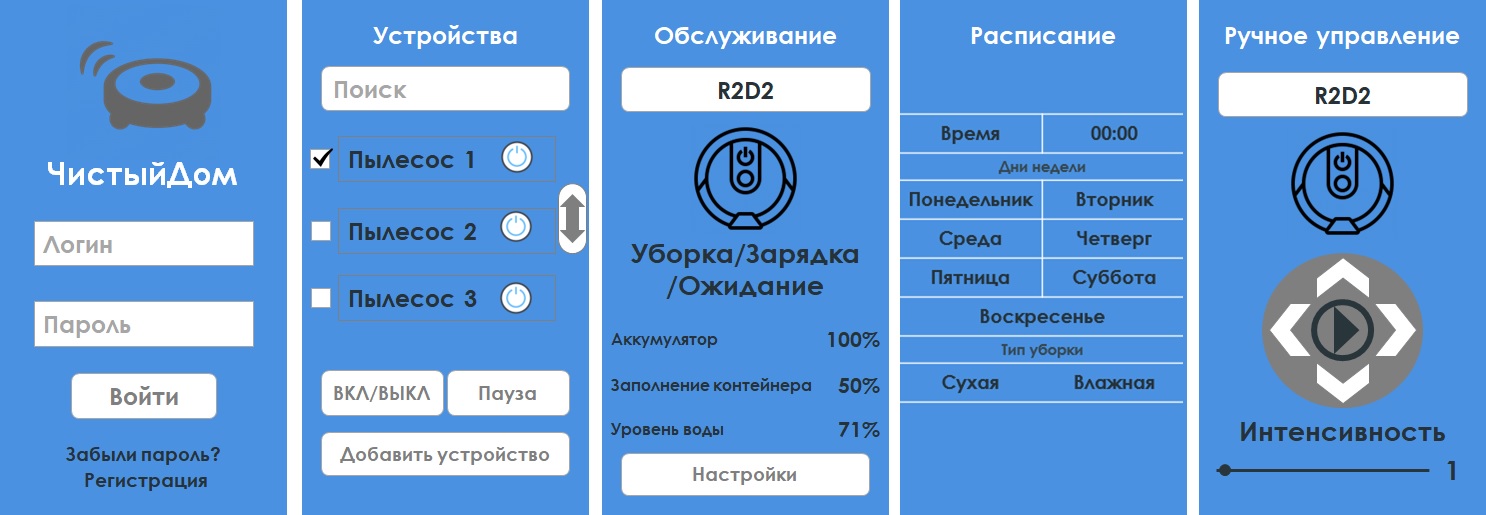 ЧистыйДом
Логин
Пароль
Войти
Забыли пароль?
Регистрация
Устройства
Поиск
Пылесос 1
Пылесос 2
Пылесос 3
ВКЛ/ВЫКЛ Пауза
Добавить устройство
Обслуживание
R2D2
Уборка/Зарядка
/Ожидание
Аккумулятор 100%
Заполнение контейнера 50%
Уровень воды 71%
Настройки
Расписание
Время 00:00
Дни недели
Понедельник Вторник
Среда Четверг
Пятница Суббота
Воскресенье
Тип уборки
Сухая Влажная
Ручное управление
R2D2
Интенсивность
1